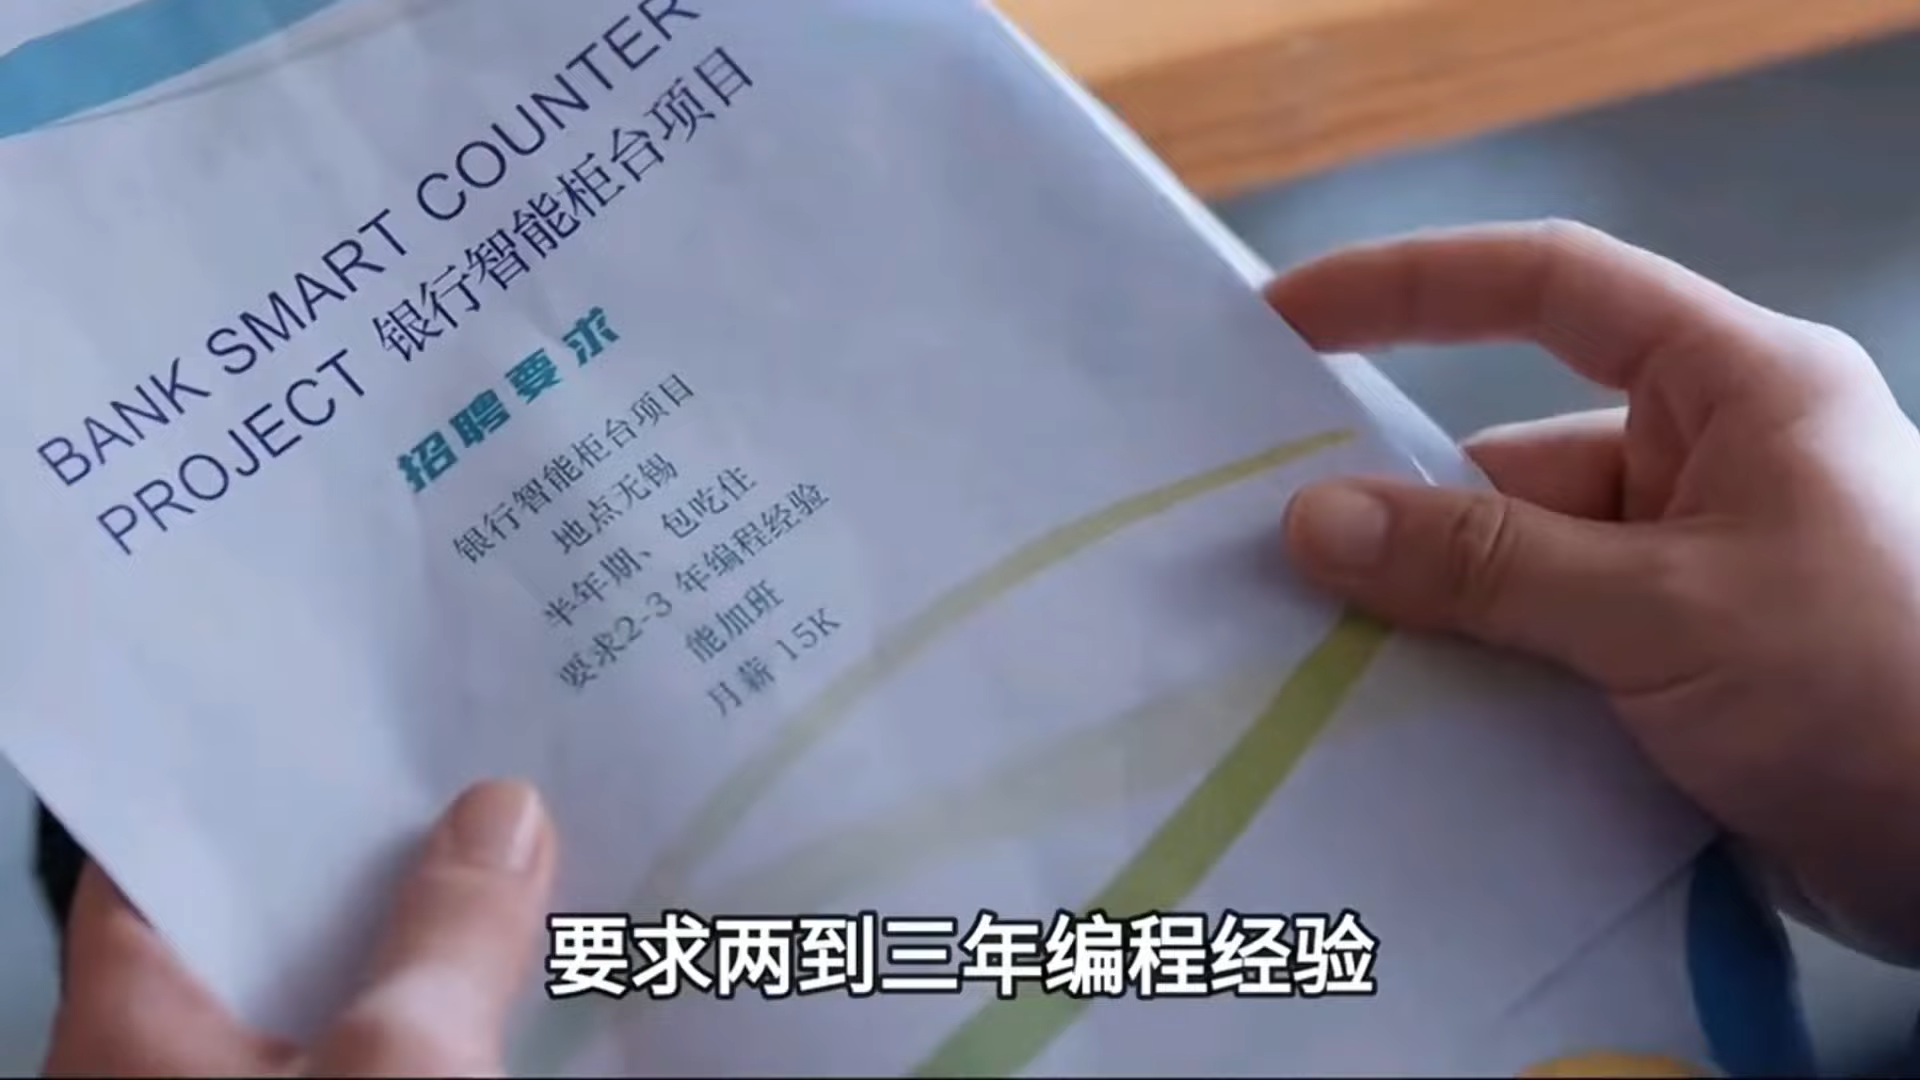 BANK SMART COUNTER
PROJECT 银行智能柜台项目
招聘要求
银行智能柜台项目
地点无锡
半年期、包吃住
要求2-3 年编程经验
能加班
月薪 15K
要求两到三年编程经验